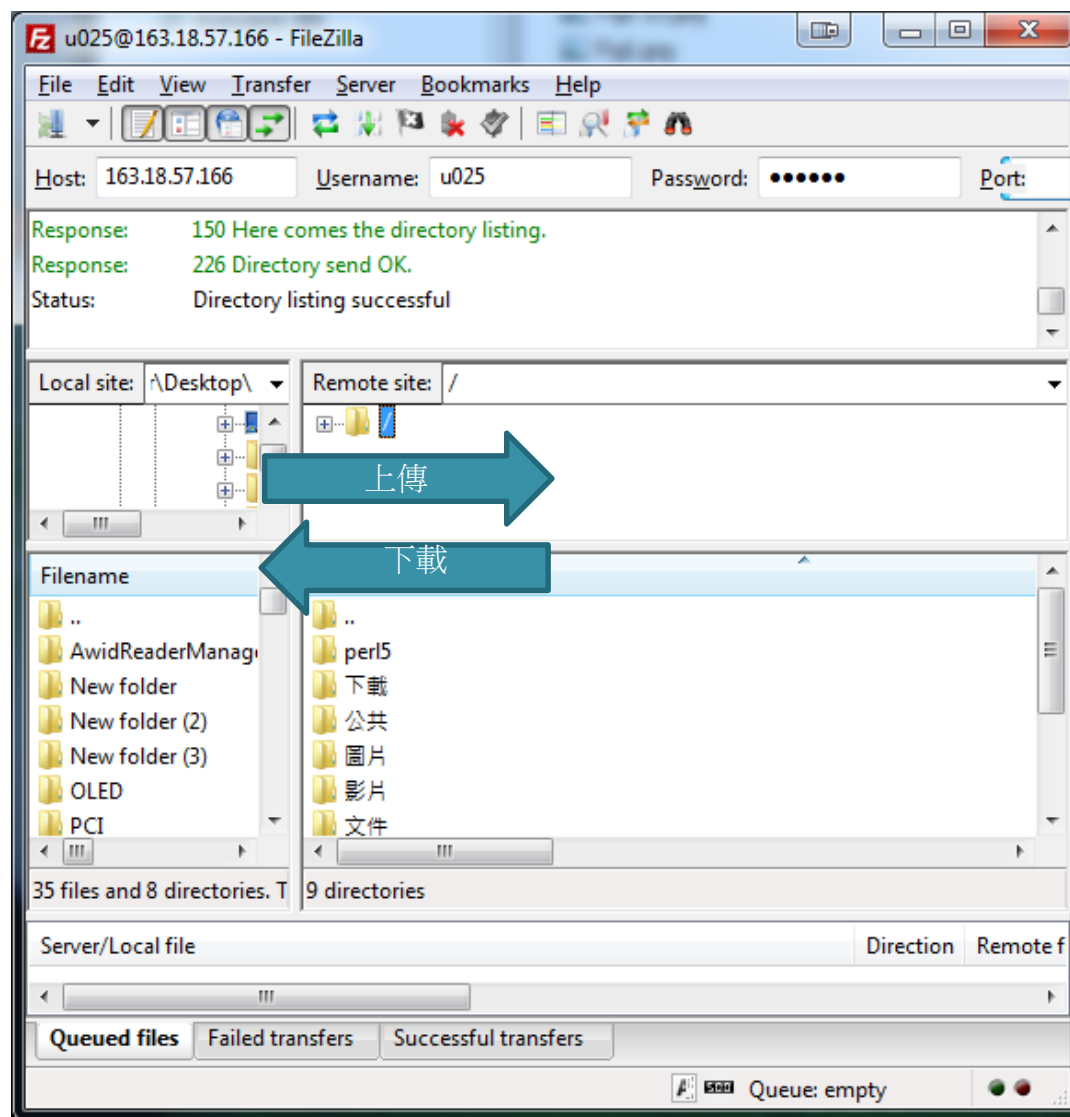 u025@163.18.57.166 - FileZilla
File Edit View Transfer Server Bookmarks Help
Host: 163.18.57.166 Username: u025 Password: ●●●●●● Port:
Response: 150 Here comes the directory listing.
Response: 226 Directory send OK.
Status: Directory listing successful
Local site: r\Desktop\ Remote site: /
/
上傳
下載
Filename
..
AwidReaderManag
New folder
New folder (2)
New folder (3)
OLED
PCI
35 files and 8 directories. T
..
perl5
下載
公共
圖片
影片
文件
9 directories
Server/Local file Direction Remote f
Queued files Failed transfers Successful transfers
Queue: empty